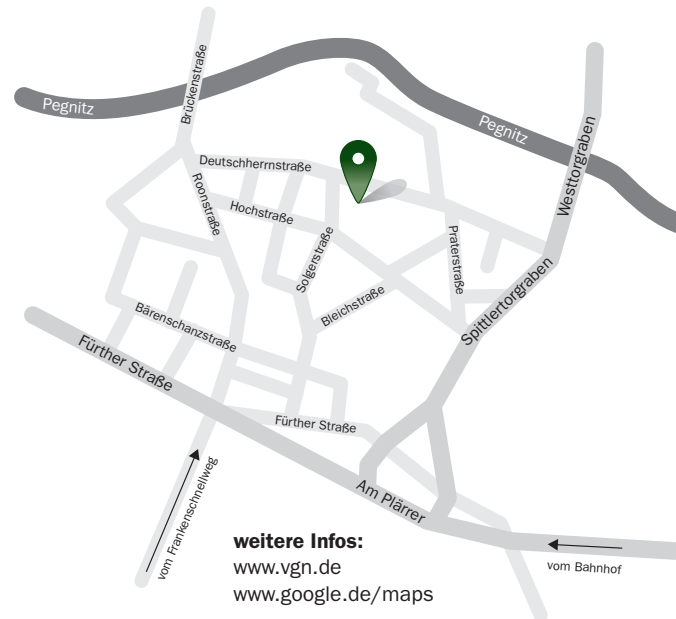 Pegnitz
Brückenstraße
Pegnitz
Westtorgraben
Deutschherrnstraße
Roonstraße
Hochstraße
Solgerstraße
Praterstraße
Spittlertorgraben
Bleichstraße
Bärenschanzstraße
Fürther Straße
Fürther Straße
Am Plärrer
vom Frankenschnellweg
vom Bahnhof
weitere Infos:
www.vgn.de
www.google.de/maps